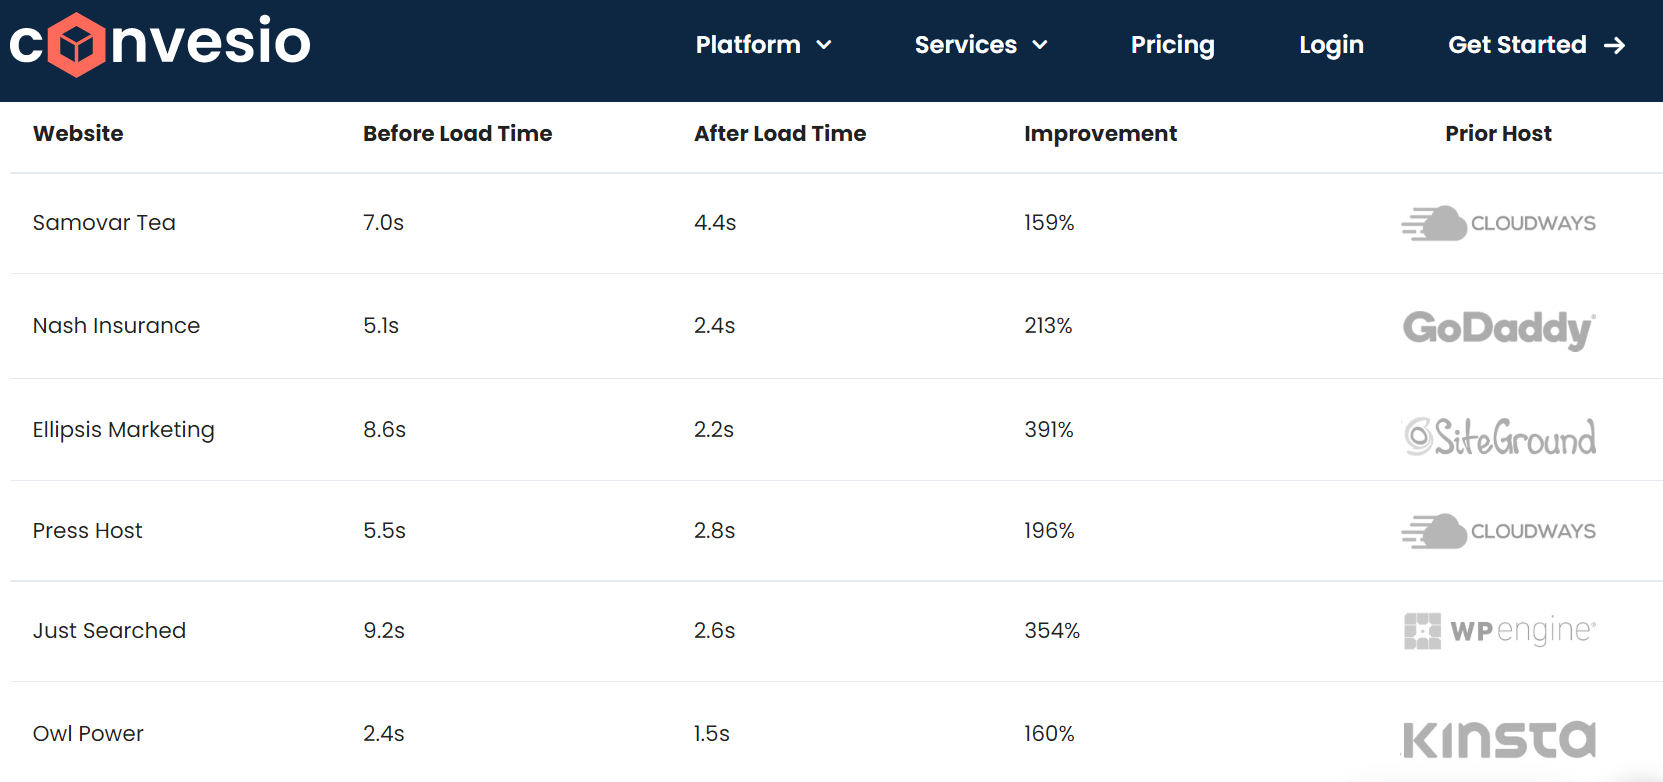 convesio Platform Services Pricing Login Get Started
Website Before Load Time After Load Time Improvement Prior Host
Samovar Tea 7.0s 4.4s 159% CLOUDWAYS
Nash Insurance 5.1s 2.4s 213% GoDaddy
Ellipsis Marketing 8.6s 2.2s 391% SiteGround
Press Host 5.5s 2.8s 196% CLOUDWAYS
Just Searched 9.2s 2.6s 354% WP engine
Owl Power 2.4s 1.5s 160% KINSTA